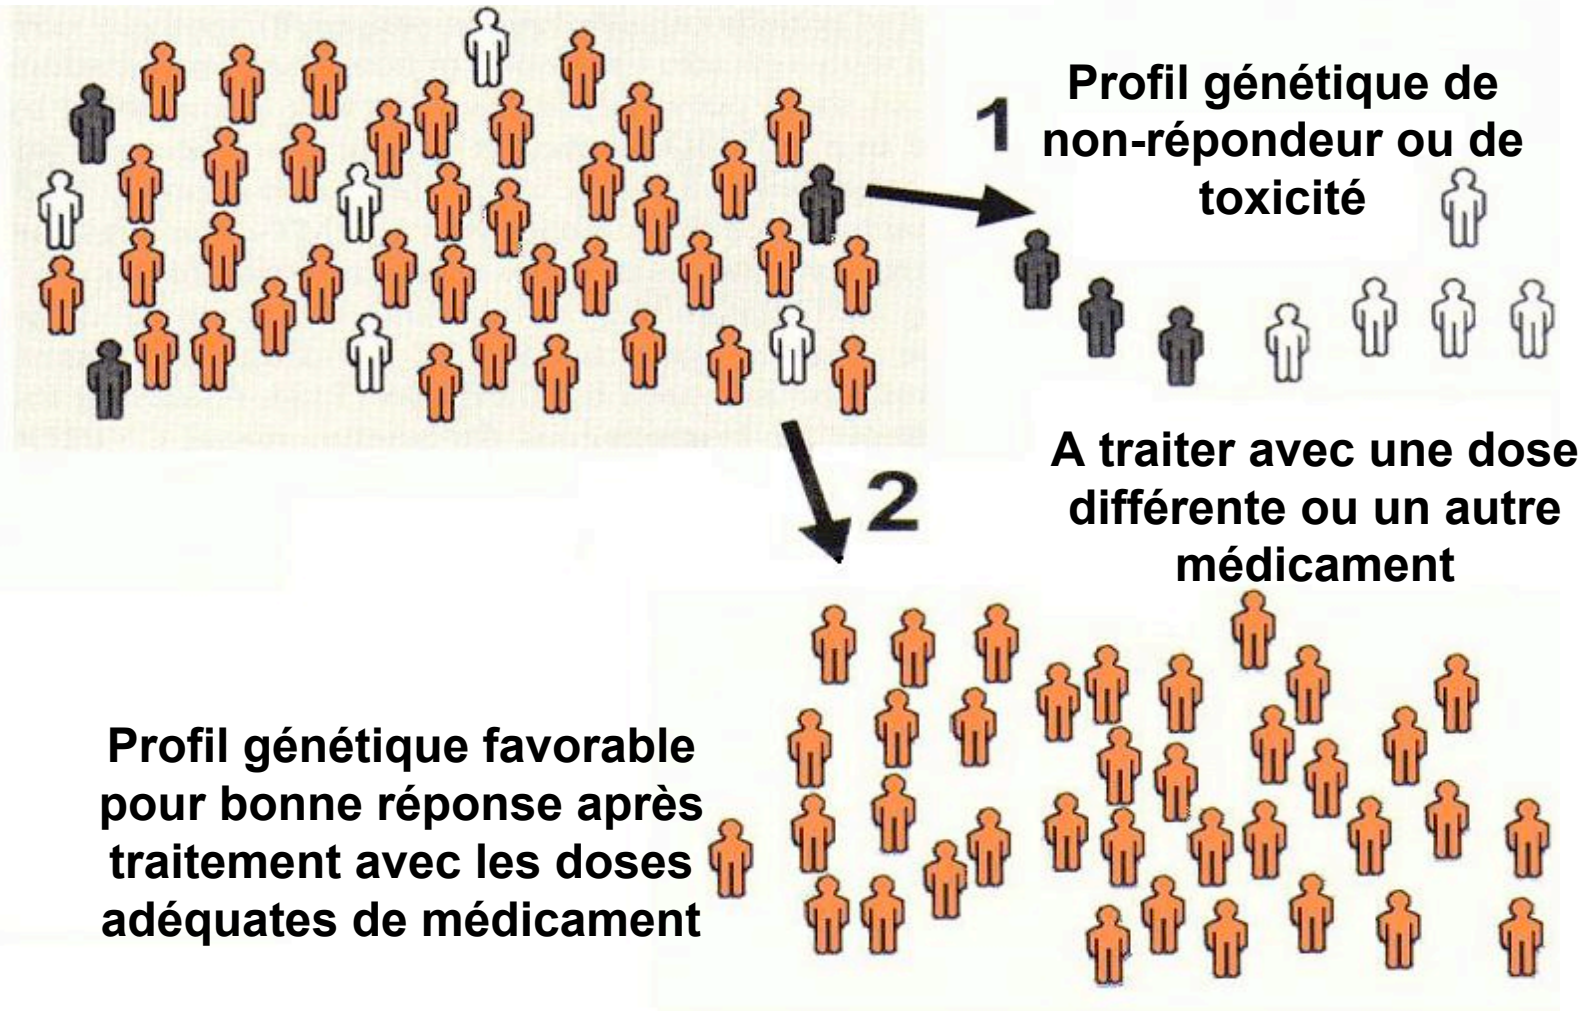 1
Profil génétique de
non-répondeur ou de
toxicité
A traiter avec une dose
différente ou un autre
médicament
2
Profil génétique favorable
pour bonne réponse après
traitement avec les doses
adéquates de médicament